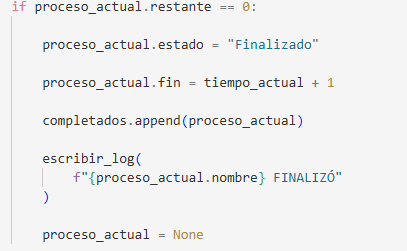 if proceso_actual.restante == 0:
proceso_actual.estado = "Finalizado"
proceso_actual.fin = tiempo_actual + 1
completados.append(proceso_actual)
escribir_log(
f"{proceso_actual.nombre} FINALIZÓ"
)
proceso_actual = None